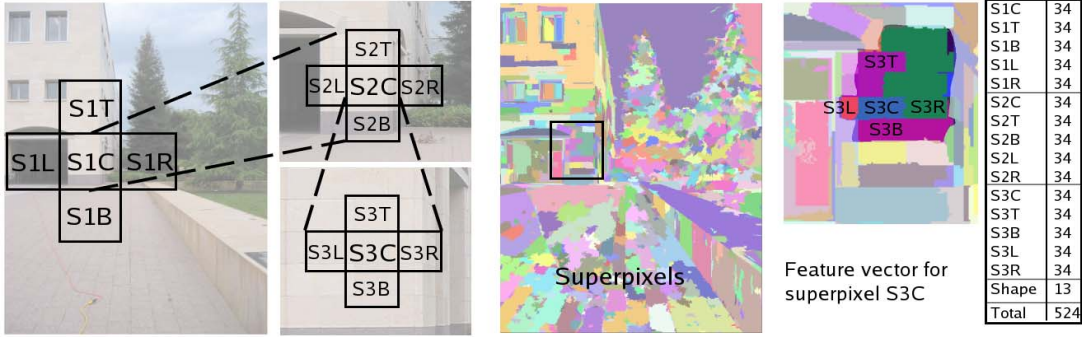 S1T
S1L S1C S1R
S1B
S2T
S2L S2C S2R
S2B
S3T
S3L S3C S3R
S3B
Superpixels
S3T
S3L S3C S3R
S3B
Feature vector for
superpixel S3C
S1C 34
S1T 34
S1B 34
S1L 34
S1R 34
S2C 34
S2T 34
S2B 34
S2L 34
S2R 34
S3C 34
S3T 34
S3B 34
S3L 34
S3R 34
Shape 13
Total 524